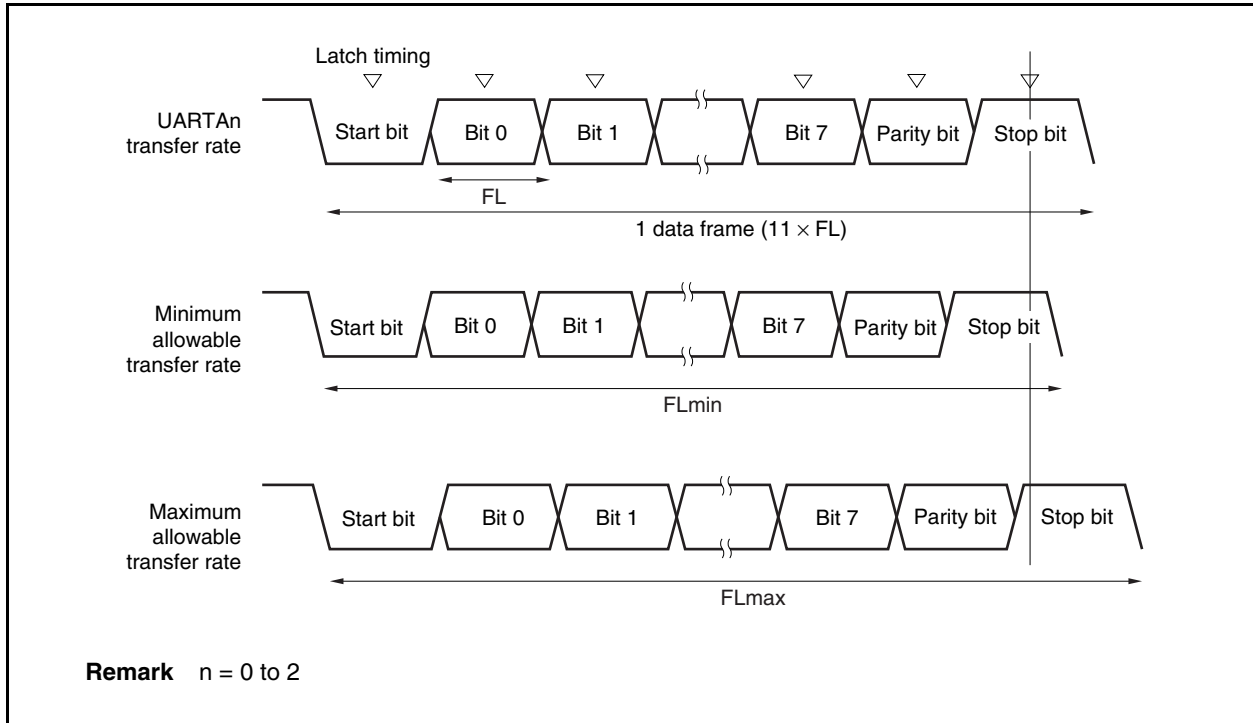 Latch timing
UARTAn
transfer rate
Start bit
Bit 0
Bit 1
Bit 7
Parity bit
Stop bit
FL
1 data frame (11 × FL)
Minimum
allowable
transfer rate
Start bit
Bit 0
Bit 1
Bit 7
Parity bit
Stop bit
FLmin
Maximum
allowable
transfer rate
Start bit
Bit 0
Bit 1
Bit 7
Parity bit
Stop bit
FLmax
Remark n = 0 to 2